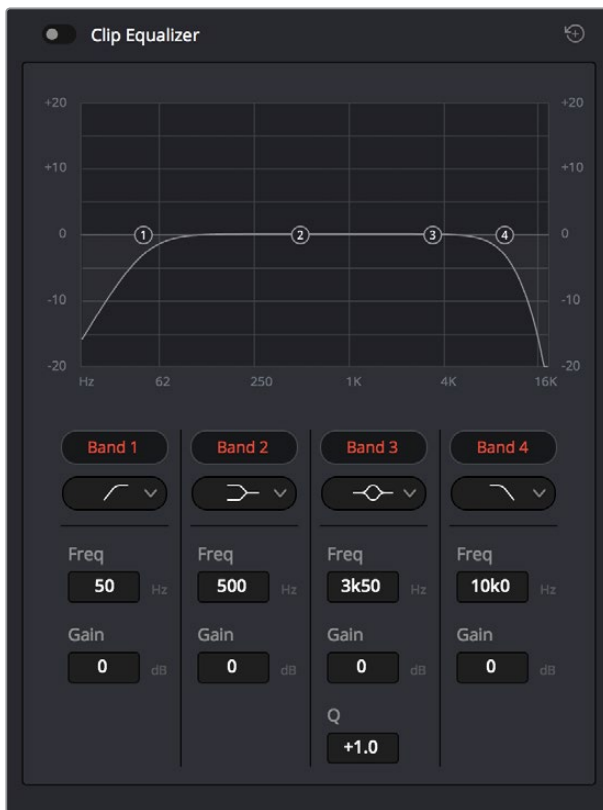 Clip Equalizer
+20 +20
+10 +10
0 1 2 3 4 0
-10 -10
-20 -20
Hz 62 250 1K 4K 16K
Band 1 Band 2 Band 3 Band 4
Freq Freq Freq Freq
50 Hz 500 Hz 3k50 Hz 10k0 Hz
Gain Gain Gain Gain
0 dB 0 dB 0 dB 0 dB
Q
+1.0